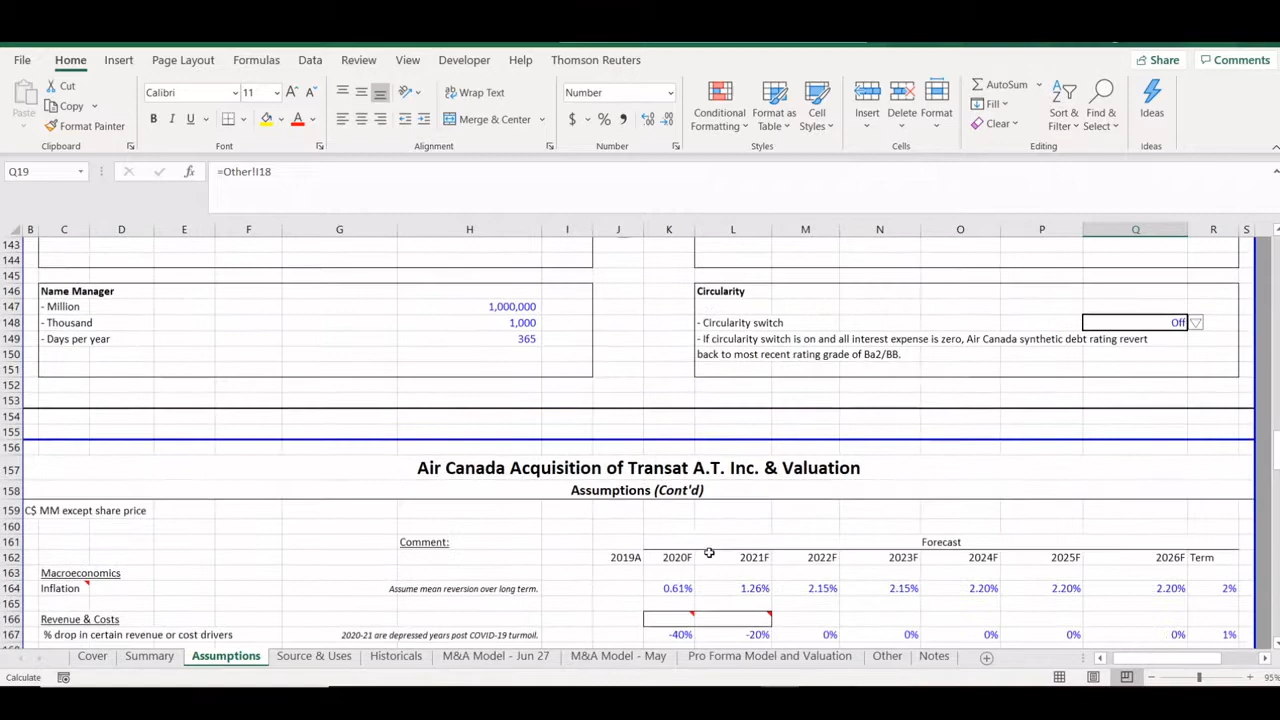 File Home Insert Page Layout Formulas Data Review View Developer Help Thomson Reuters Share Comments
Paste Cut Copy Format Painter Clipboard
Calibri 11 A A B I U A Font
Wrap Text Merge & Center Alignment
Number $ % Number
Conditional Formatting Format as Table Cell Styles Styles
Insert Delete Format Cells
AutoSum Fill Clear Sort & Filter Find & Select Editing
Ideas Ideas
Q19 fx =Other!I18
B C D E F G H I J K L M N O P Q R S
143
144
145
146 Name Manager Circularity
147 - Million 1,000,000
148 - Thousand 1,000 - Circularity switch Off
149 - Days per year 365 - If circularity switch is on and all interest expense is zero, Air Canada synthetic debt rating revert
150 back to most recent rating grade of Ba2/BB.
151
152
153
154
155
156
157 Air Canada Acquisition of Transat A.T. Inc. & Valuation
158 Assumptions (Cont'd)
159 C$ MM except share price
160
161 Comment: Forecast
162 2019A 2020F 2021F 2022F 2023F 2024F 2025F 2026F Term
163 Macroeconomics
164 Inflation Assume mean reversion over long term. 0.61% 1.26% 2.15% 2.15% 2.20% 2.20% 2.20% 2%
165
166 Revenue & Costs
167 % drop in certain revenue or cost drivers 2020-21 are depressed years post COVID-19 turmoil. -40% -20% 0% 0% 0% 0% 0% 1%
Cover Summary Assumptions Source & Uses Historicals M&A Model - Jun 27 M&A Model - May Pro Forma Model and Valuation Other Notes
Calculate 95%